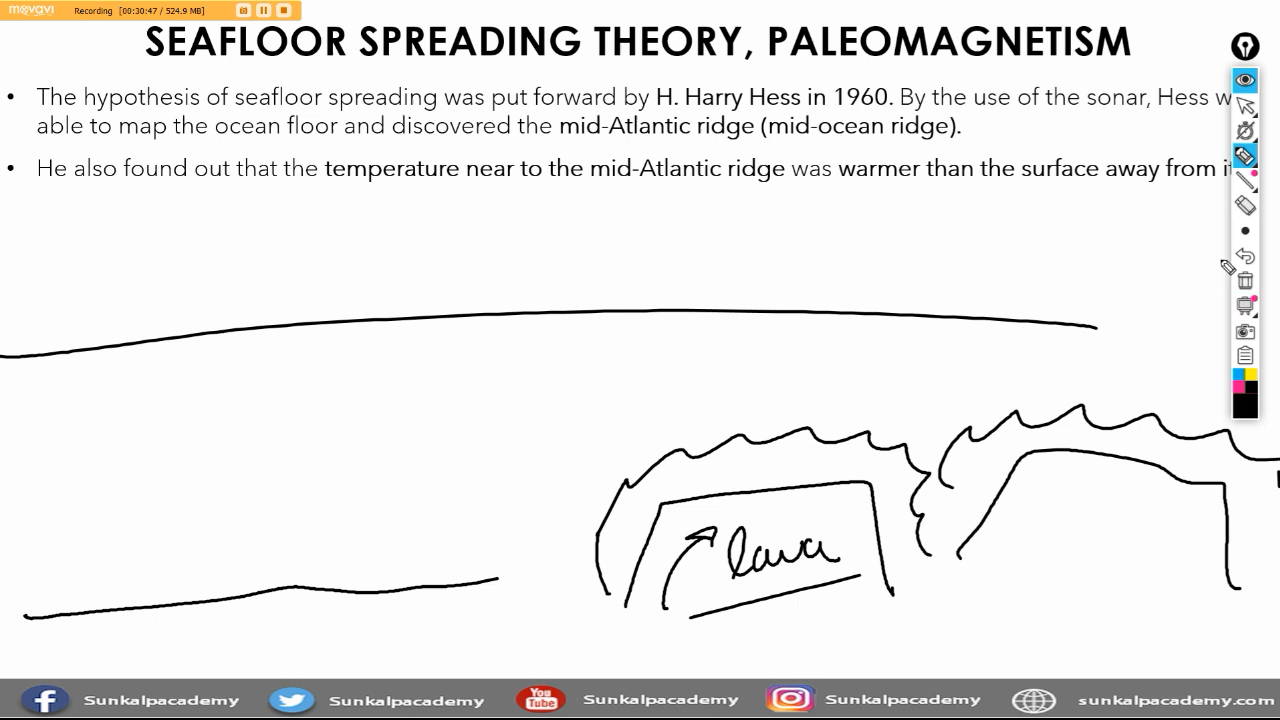 movavi Recording [00:30:47 / 524.9 MB]
SEAFLOOR SPREADING THEORY, PALEOMAGNETISM
• The hypothesis of seafloor spreading was put forward by H. Harry Hess in 1960. By the use of the sonar, Hess
able to map the ocean floor and discovered the mid-Atlantic ridge (mid-ocean ridge).
• He also found out that the temperature near to the mid-Atlantic ridge was warmer than the surface away from
lava
Sunkalpacademy Sunkalpacademy You Tube Sunkalpacademy Sunkalpacademy sunkalpacademy.com